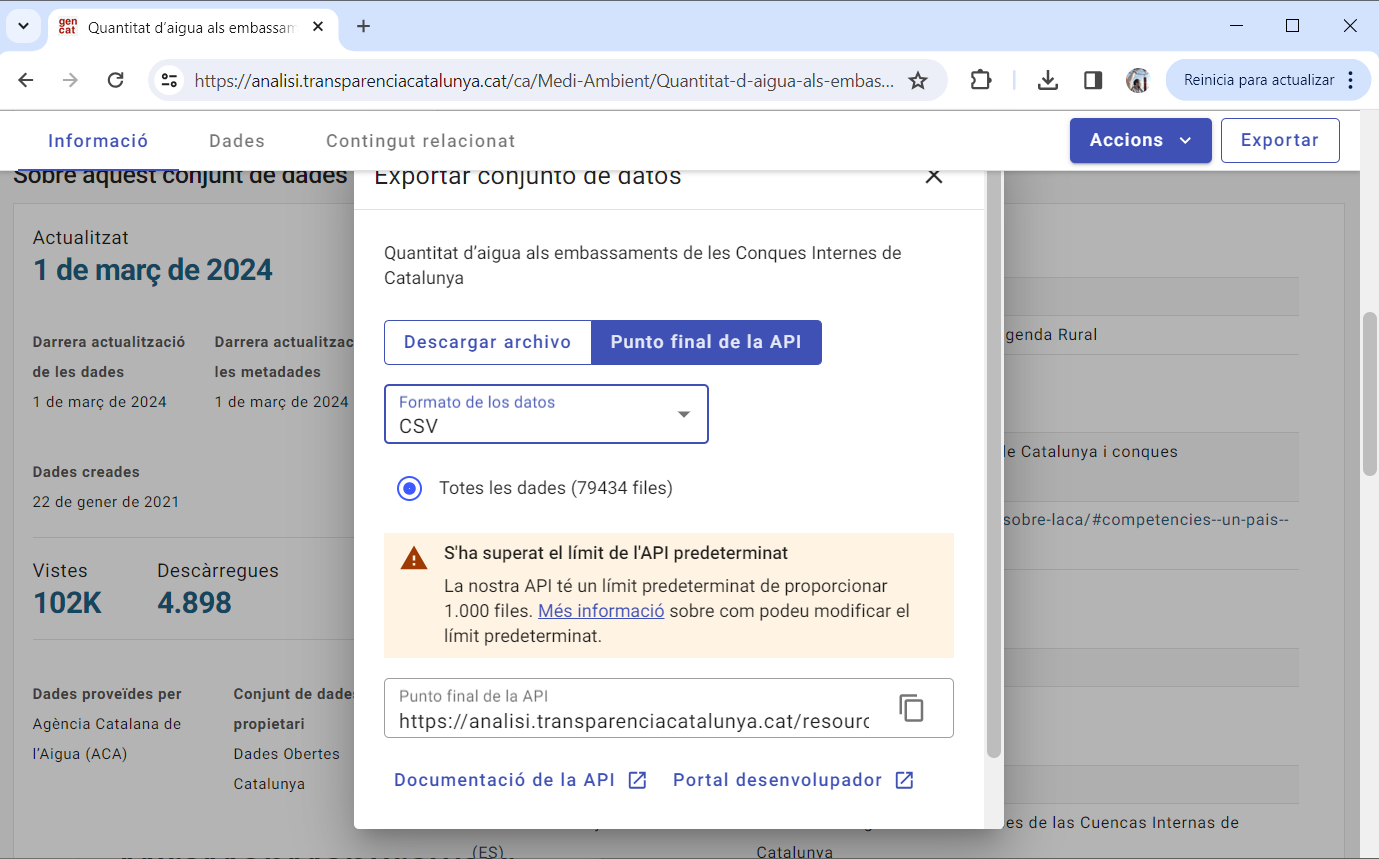 gen
cat
Quantitat d’aigua als embassam
https://analisi.transparenciacatalunya.cat/ca/Medi-Ambient/Quantitat-d-aigua-als-embas...
Reinicia para actualizar
Informació
Dades
Contingut relacionat
Accions
Exportar
Sobre aquest conjunt de dades
Actualitzat
1 de març de 2024
Darrera actualització
de les dades
1 de març de 2024
Darrera actualitzac
les metadades
1 de març de 2024
Dades creades
22 de gener de 2021
Vistes
102K
Descàrregues
4.898
Dades proveïdes per
Agència Catalana de
l’Aigua (ACA)
Conjunt de dades
propietari
Dades Obertes
Catalunya
Exportar conjunto de datos
Quantitat d’aigua als embassaments de les Conques Internes de
Catalunya
Descargar archivo
Punto final de la API
Formato de los datos
CSV
Totes les dades (79434 files)
S'ha superat el límit de l'API predeterminat
La nostra API té un límit predeterminat de proporcionar
1.000 files. Més informació sobre com podeu modificar el
límit predeterminat.
Punto final de la API
https://analisi.transparenciacatalunya.cat/resourc
Documentació de la API
Portal desenvolupador
genda Rural
de Catalunya i conques
sobre-laca/#competencies--un-pais--
es de las Cuencas Internas de
(ES)
Catalunya